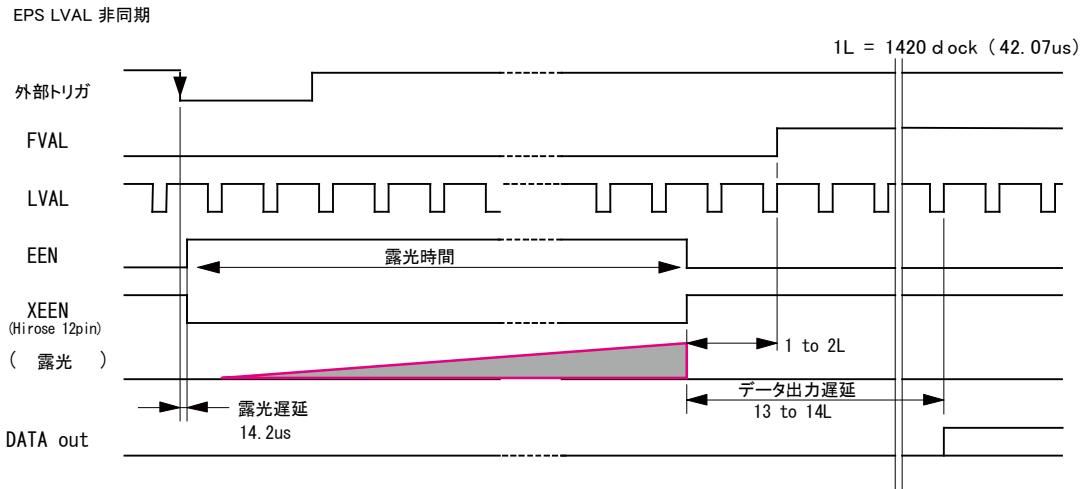 EPS LVAL 非同期
1L = 1420 dock (42.07us)
外部トリガ
FVAL
LVAL
EEN
露光時間
XEEN
(Hirose 12pin)
( 露光 )
1 to 2L
露光遅延
14.2us
データ出力遅延
13 to 14L
DATA out